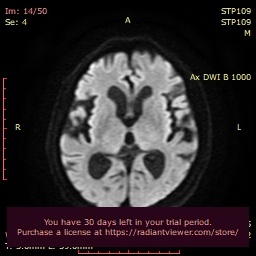 Im: 14/50
Se: 4
STP109
STP109
M
A
Ax DWI B 1000
R
L
You have 30 days left in your trial period.
Purchase a license at https://radiantviewer.com/store/